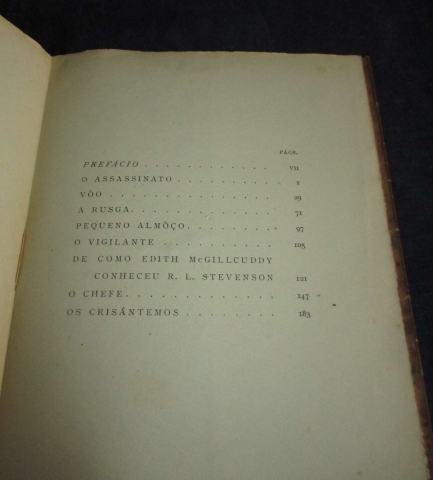 PÁGS.
PREFÁCIO . . . . . . . . . . . . VII
O ASSASSINATO . . . . . . . . . . 1
VÔO . . . . . . . . . . . . . . . 29
A RUSGA. . . . . . . . . . . . . 71
PEQUENO ALMÔÇO. . . . . . . . . 97
O VIGILANTE . . . . . . . . . . . 105
DE COMO EDITH McGILLCUDDY
CONHECEU R. L. STEVENSON 121
O CHEFE. . . . . . . . . . . . . 147
OS CRISÂNTEMOS . . . . . . . . 183